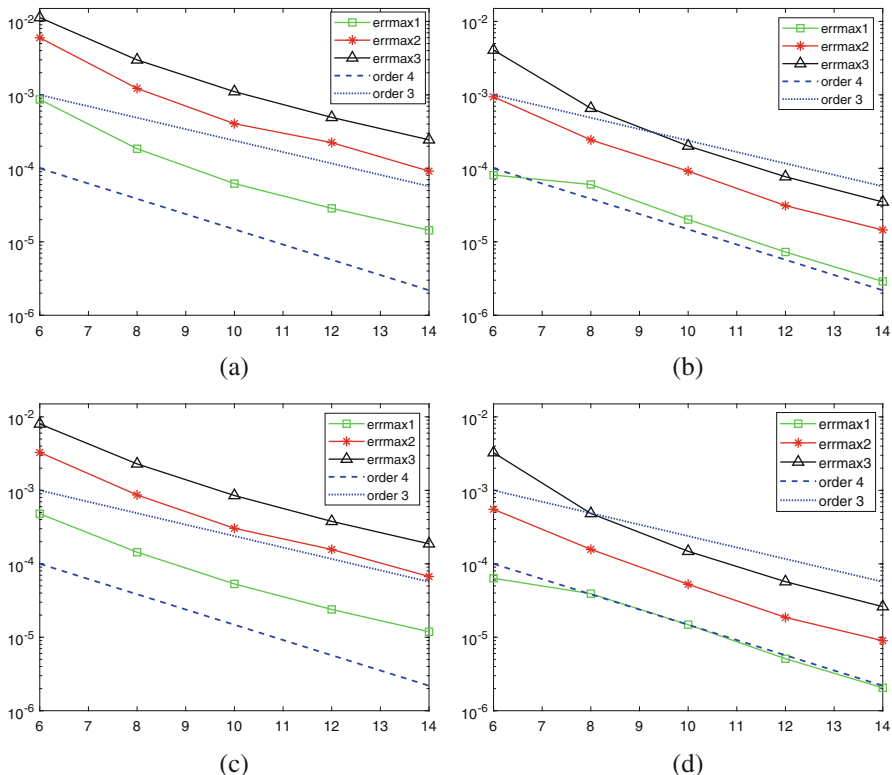 10^-2
10^-3
10^-4
10^-5
10^-6
6 7 8 9 10 11 12 13 14
errmax1
errmax2
errmax3
order 4
order 3
(a)
10^-2
10^-3
10^-4
10^-5
10^-6
6 7 8 9 10 11 12 13 14
errmax1
errmax2
errmax3
order 4
order 3
(b)
10^-2
10^-3
10^-4
10^-5
10^-6
6 7 8 9 10 11 12 13 14
errmax1
errmax2
errmax3
order 4
order 3
(c)
10^-2
10^-3
10^-4
10^-5
10^-6
6 7 8 9 10 11 12 13 14
errmax1
errmax2
errmax3
order 4
order 3
(d)